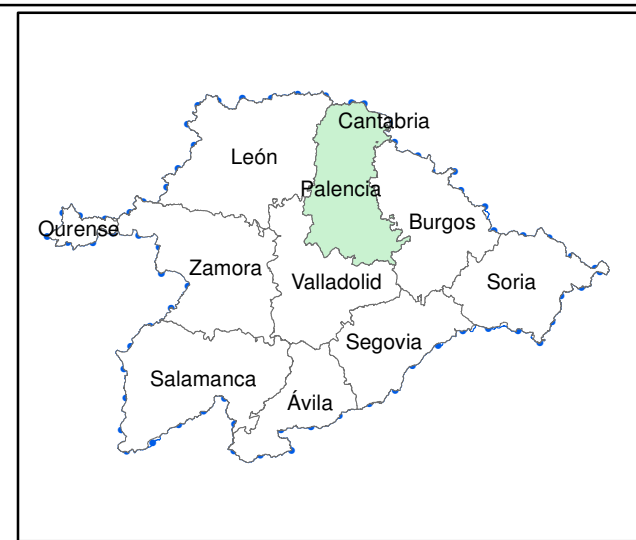 Cantabria
León
Palencia
Burgos
Ourense
Zamora
Valladolid
Soria
Segovia
Salamanca
Ávila